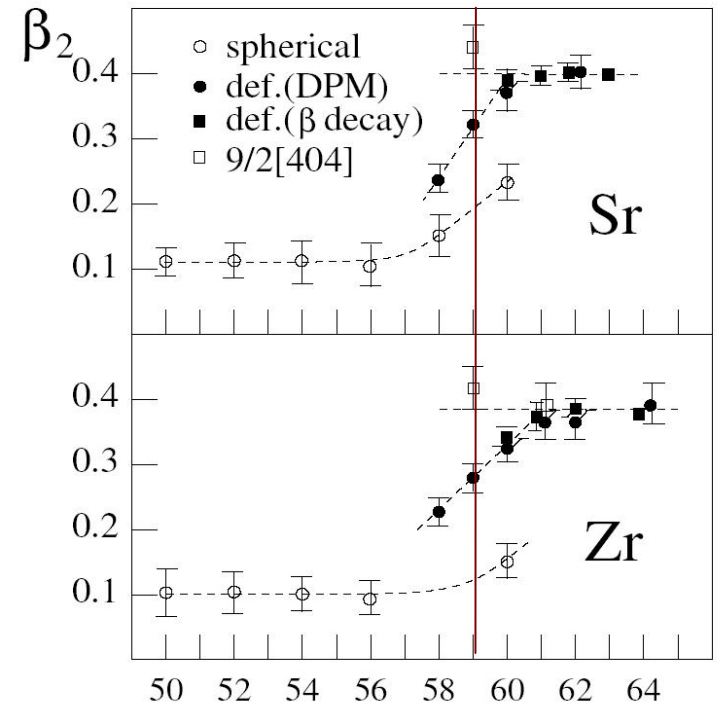 β₂
○ spherical
● def.(DPM)
■ def.(β decay)
□ 9/2[404]
0.4
0.3
0.2
0.1
Sr
0.4
0.3
0.2
0.1
Zr
50 52 54 56 58 60 62 64